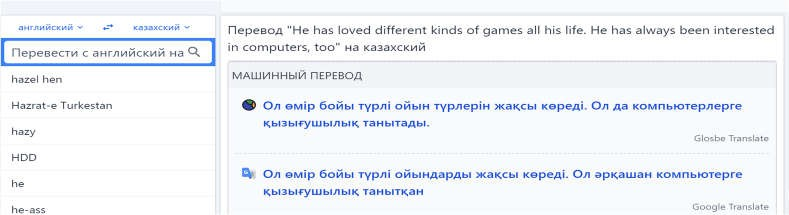 английский казахский
Перевести с английский на
hazel hen
Hazrat-e Turkestan
hazy
HDD
he
he-ass
Перевод "He has loved different kinds of games all his life. He has always been interested
in computers, too" на казахский
МАШИННЫЙ ПЕРЕВОД
Ол өмір бойы түрлі ойын түрлерін жақсы көреді. Ол да компьютерлерге
қызығушылық танытады.
Glosbe Translate
Ол өмір бойы түрлі ойындарды жақсы көреді. Ол әрқашан компьютерге
қызығушылық танытқан
Google Translate